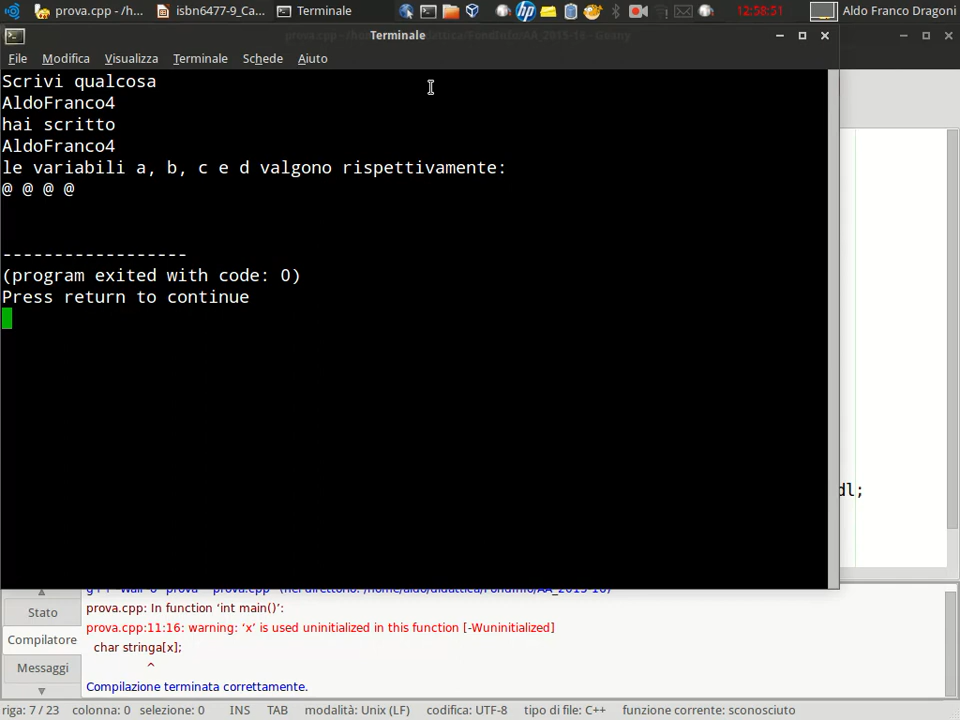 prova.cpp - /h...
isbn6477-9_Ca...
Terminale
12:58:51
Aldo Franco Dragoni
Terminale
File
Modifica
Visualizza
Terminale
Schede
Aiuto
Scrivi qualcosa
AldoFranco4
hai scritto
AldoFranco4
le variabili a, b, c e d valgono rispettivamente:
@ @ @ @
------------------
(program exited with code: 0)
Press return to continue
dl;
Stato
Compilatore
Messaggi
prova.cpp: In function ‘int main()’:
prova.cpp:11:16: warning: ‘x’ is used uninitialized in this function [-Wuninitialized]
char stringa[x];
^
Compilazione terminata correttamente.
riga: 7 / 23 colonna: 0 selezione: 0 INS TAB modalità: Unix (LF) codifica: UTF-8 tipo di file: C++ funzione corrente: sconosciuto